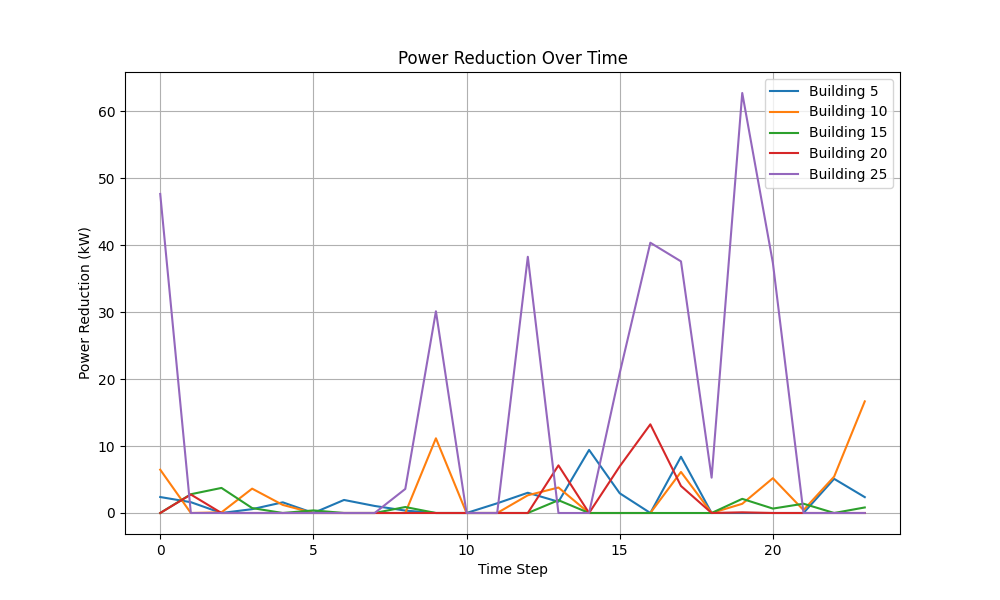 Power Reduction Over Time
Building 5
Building 10
Building 15
Building 20
Building 25
Power Reduction (kW)
60
50
40
30
20
10
0
0 5 10 15 20
Time Step